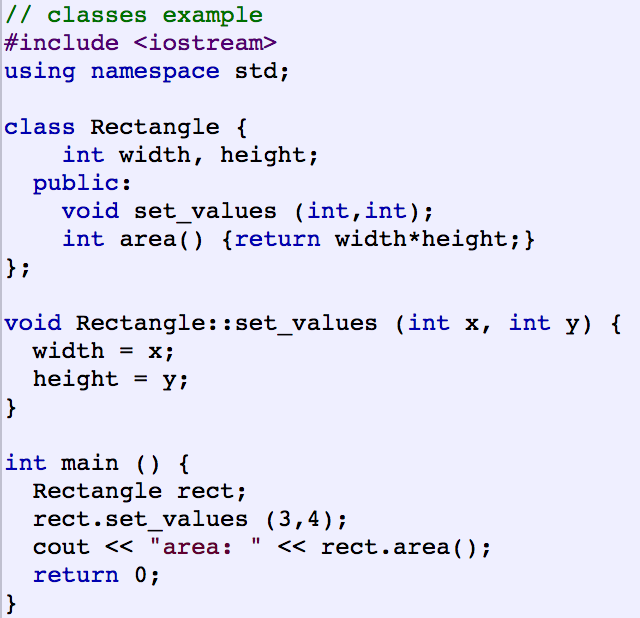 // classes example
#include <iostream>
using namespace std;

class Rectangle {
    int width, height;
  public:
    void set_values (int,int);
    int area() {return width*height;}
};

void Rectangle::set_values (int x, int y) {
  width = x;
  height = y;
}

int main () {
  Rectangle rect;
  rect.set_values (3,4);
  cout << "area: " << rect.area();
  return 0;
}